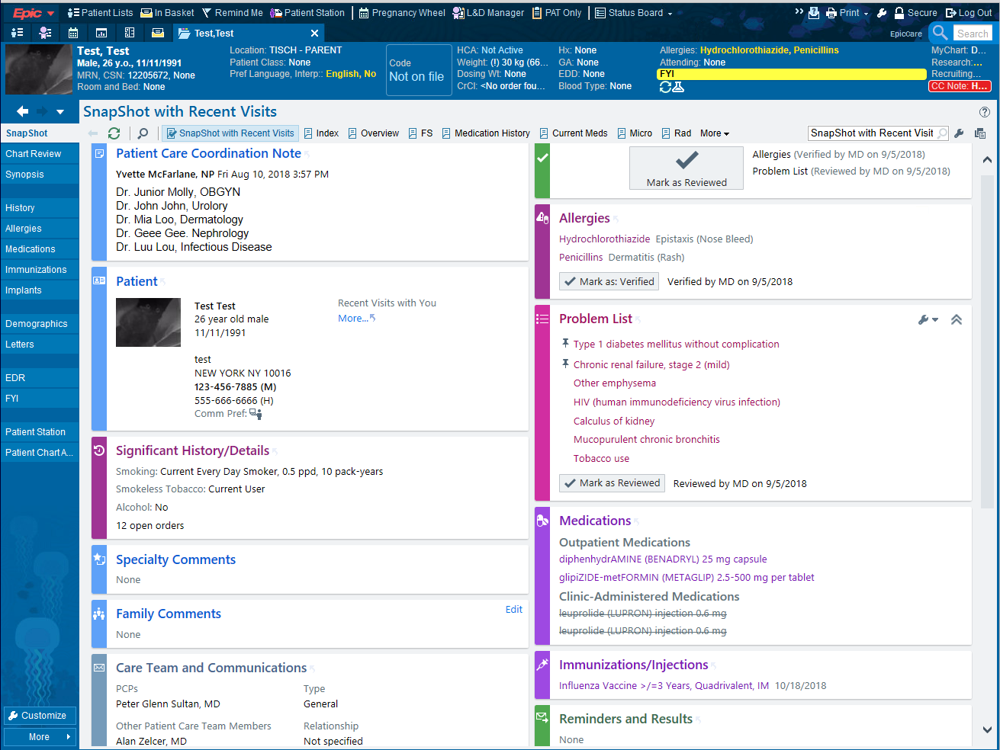 Epic Patient Lists In Basket Remind Me Patient Station Pregnancy Wheel L&D Manager PAT Only Status Board Print Secure Log Out
Test,Test EpicCare Search
Test, Test
Male, 26 y.o., 11/11/1991
MRN, CSN: 12205672, None
Room and Bed: None
Location: TISCH - PARENT
Patient Class: None
Pref Language, Interp:: English, No
Code
Not on file
HCA: Not Active
Weight: (!) 30 kg (66...
Dosing Wt: None
CrCl: <No order fou...
Hx: None
GA: None
EDD: None
Blood Type: None
Allergies: Hydrochlorothiazide, Penicillins
Attending: None
FYI
MyChart: D...
Research:...
Recruiting...
CC Note: H...
SnapShot with Recent Visits
SnapShot with Recent Visits Index Overview FS Medication History Current Meds Micro Rad More SnapShot with Recent Visit
SnapShot
Chart Review
Synopsis
History
Allergies
Medications
Immunizations
Implants
Demographics
Letters
EDR
FYI
Patient Station
Patient Chart A...
Customize
More
Patient Care Coordination Note
Yvette McFarlane, NP Fri Aug 10, 2018 3:57 PM
Dr. Junior Molly, OBGYN
Dr. John John, Urolory
Dr. Mia Loo, Dermatology
Dr. Geee Gee. Nephrology
Dr. Luu Lou, Infectious Disease
Patient
Test Test
26 year old male
11/11/1991
test
NEW YORK NY 10016
123-456-7885 (M)
555-666-6666 (H)
Comm Pref:
Recent Visits with You
More...
Significant History/Details
Smoking: Current Every Day Smoker, 0.5 ppd, 10 pack-years
Smokeless Tobacco: Current User
Alcohol: No
12 open orders
Specialty Comments
None
Family Comments Edit
None
Care Team and Communications
PCPs Type
Peter Glenn Sultan, MD General
Other Patient Care Team Members Relationship
Alan Zelcer, MD Not specified
Mark as Reviewed
Allergies (Verified by MD on 9/5/2018)
Problem List (Reviewed by MD on 9/5/2018)
Allergies
Hydrochlorothiazide Epistaxis (Nose Bleed)
Penicillins Dermatitis (Rash)
Mark as: Verified Verified by MD on 9/5/2018
Problem List
Type 1 diabetes mellitus without complication
Chronic renal failure, stage 2 (mild)
Other emphysema
HIV (human immunodeficiency virus infection)
Calculus of kidney
Mucopurulent chronic bronchitis
Tobacco use
Mark as Reviewed Reviewed by MD on 9/5/2018
Medications
Outpatient Medications
diphenhydrAMINE (BENADRYL) 25 mg capsule
glipiZIDE-metFORMIN (METAGLIP) 2.5-500 mg per tablet
Clinic-Administered Medications
leuprolide (LUPRON) injection 0.6 mg
leuprolide (LUPRON) injection 0.6 mg
Immunizations/Injections
Influenza Vaccine >/=3 Years, Quadrivalent, IM 10/18/2018
Reminders and Results
None